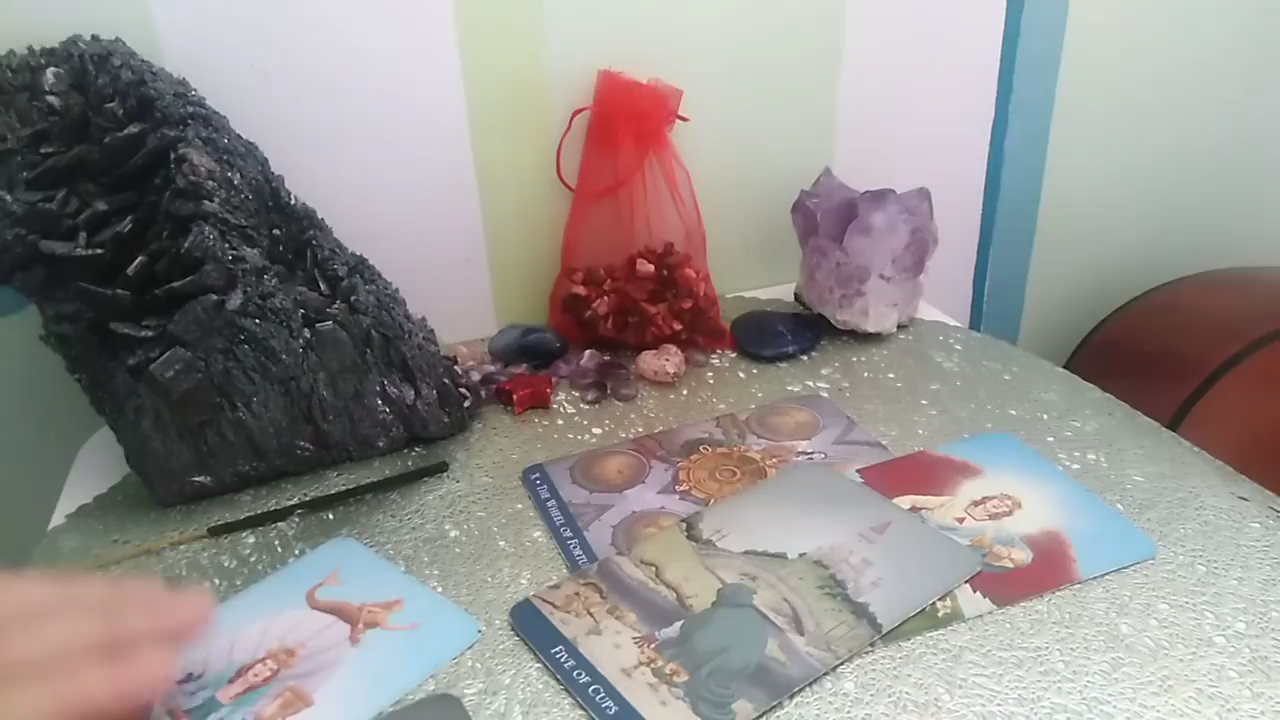 X • THE WHEEL OF FORTU
FIVE OF CUPS